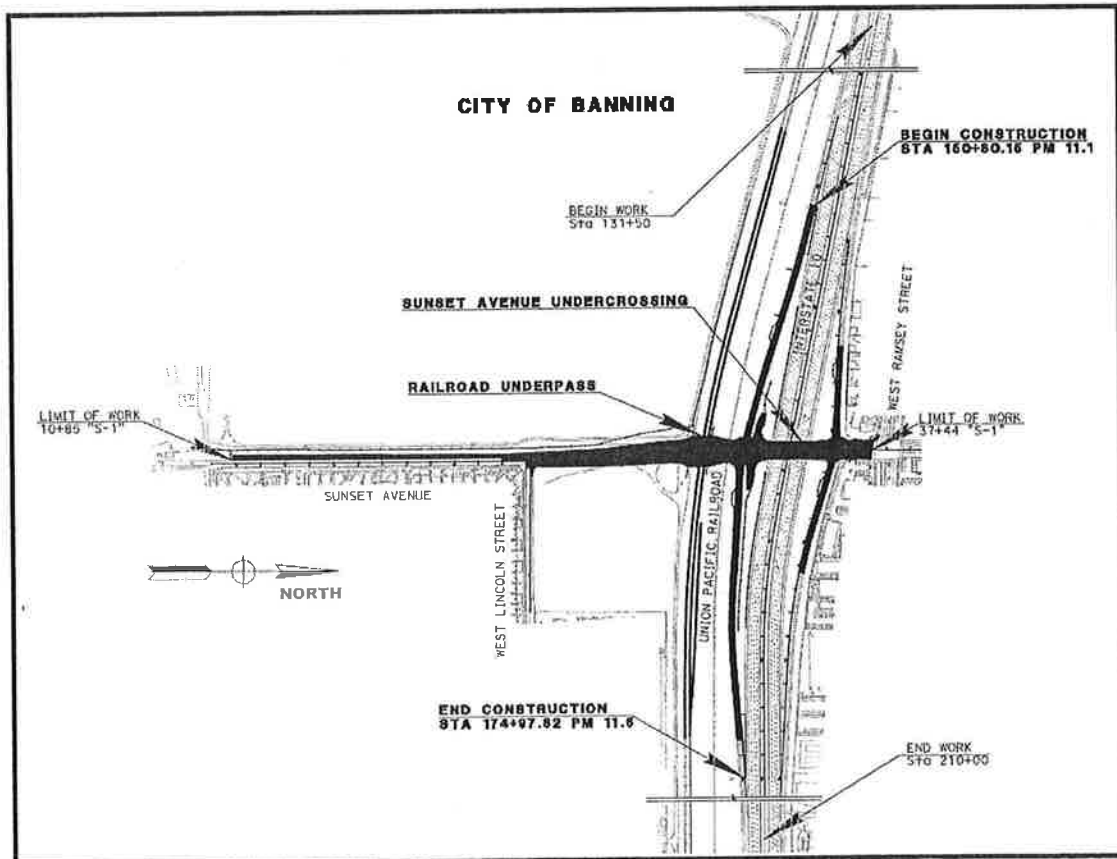 CITY OF BANNING
BEGIN CONSTRUCTION
STA 150+80.15 PM 11.1
BEGIN WORK
Sta 131+50
INTERSTATE 10
WEST RAMSEY STREET
SUNSET AVENUE UNDERCROSSING
RAILROAD UNDERPASS
LIMIT OF WORK
10+85 "S-1"
LIMIT OF WORK
37+44 "S-1"
SUNSET AVENUE
WEST LINCOLN STREET
UNION PACIFIC RAILROAD
NORTH
END CONSTRUCTION
STA 174+97.82 PM 11.6
END WORK
Sta 210+00